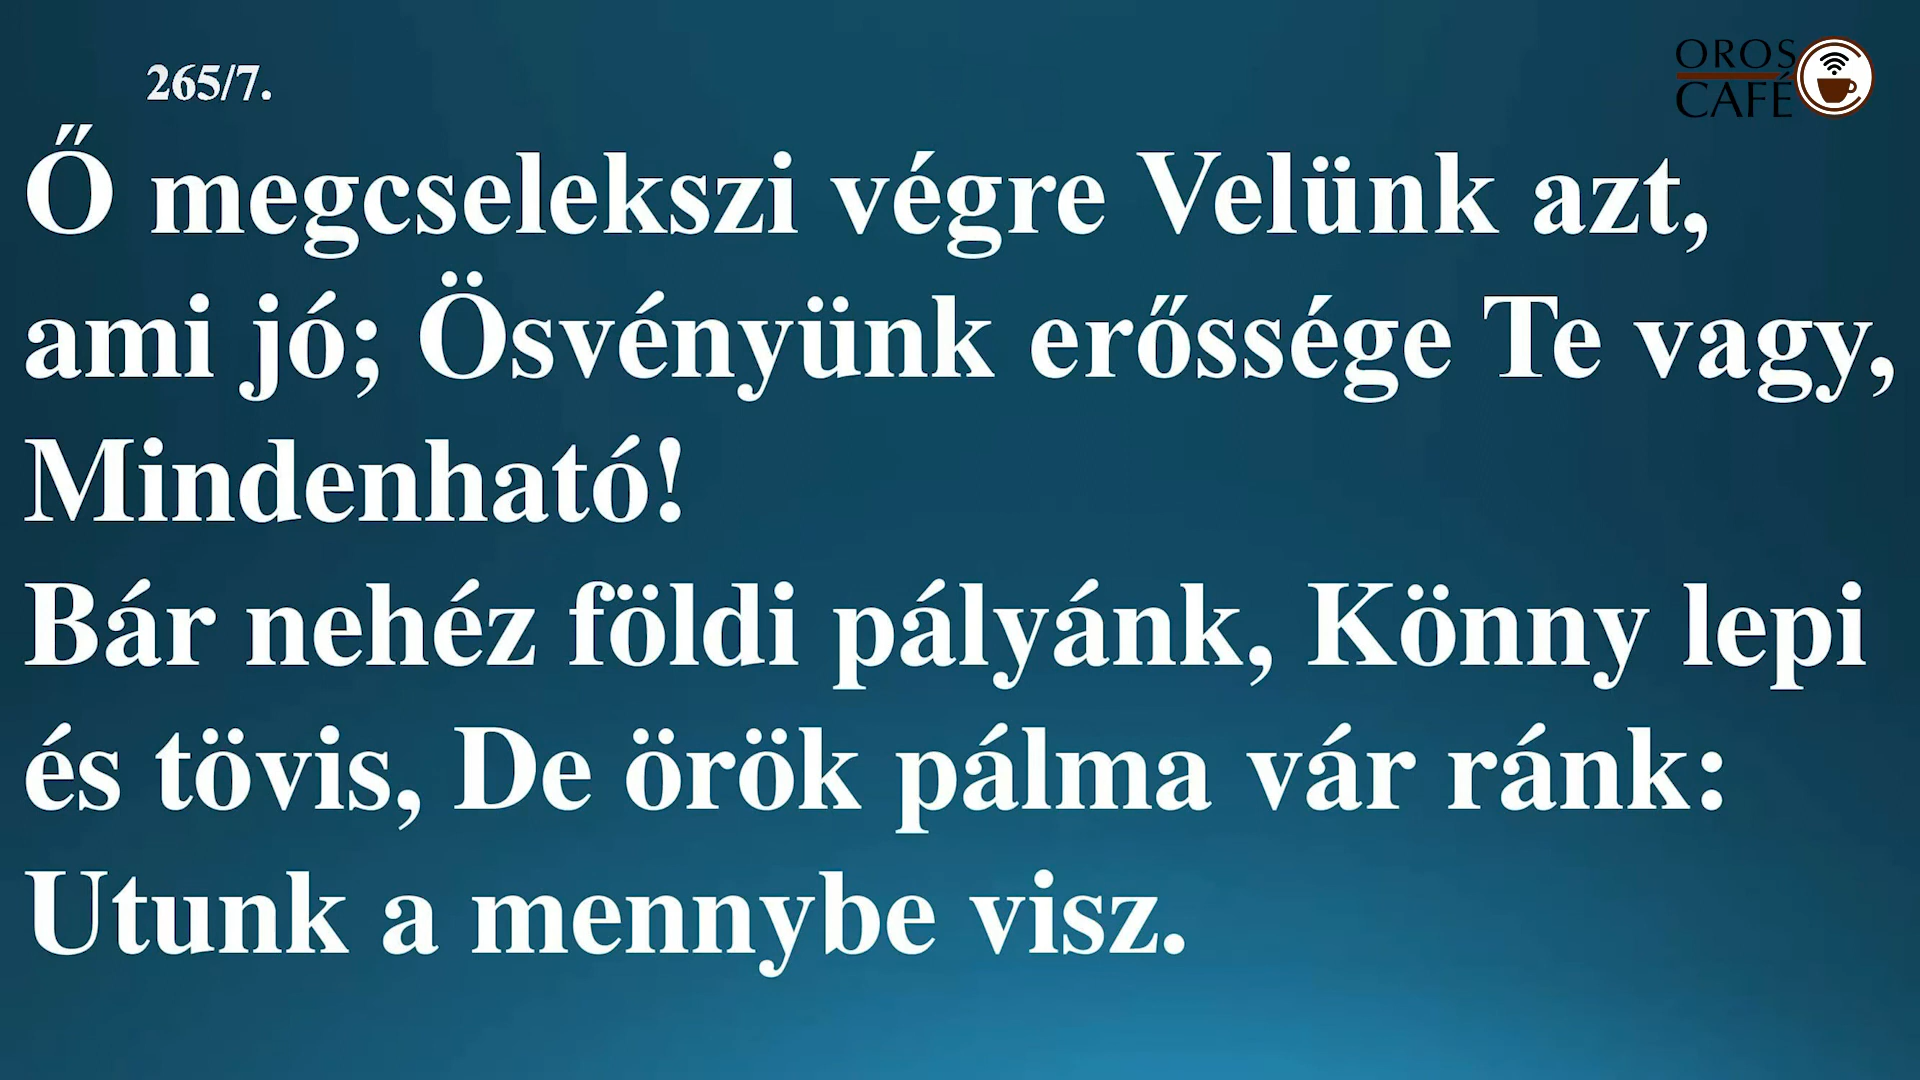 265/7.
OROS
CAFÉ
Ő megcselekszi végre Velünk azt,
ami jó; Ösvényünk erőssége Te vagy,
Mindenható!
Bár nehéz földi pályánk, Könny lepi
és tövis, De örök pálma vár ránk:
Utunk a mennybe visz.